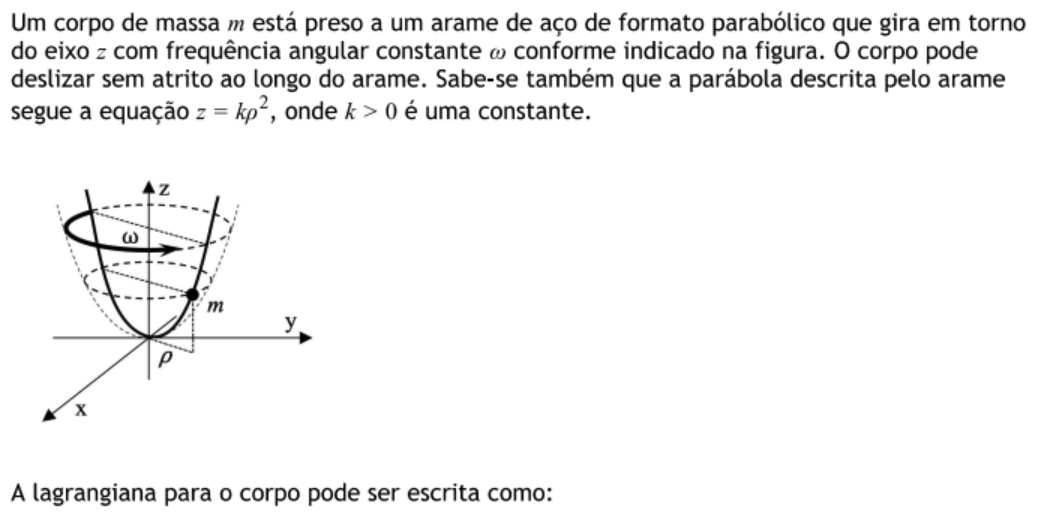 Um corpo de massa m está preso a um arame de aço de formato parabólico que gira em torno
do eixo z com frequência angular constante ω conforme indicado na figura. O corpo pode
deslizar sem atrito ao longo do arame. Sabe-se também que a parábola descrita pelo arame
segue a equação z = kρ², onde k > 0 é uma constante.
z
ω
m
y
ρ
x
A lagrangiana para o corpo pode ser escrita como: